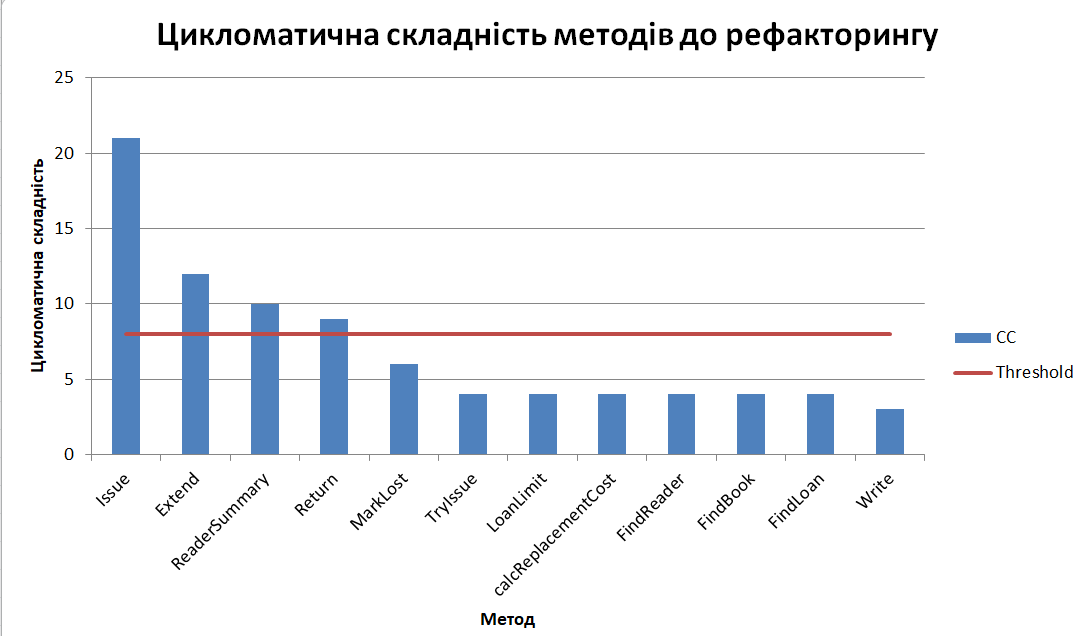 Цикломатична складність методів до рефакторингу
Цикломатична складність
25
20
15
10
5
0
Issue
Extend
ReaderSummary
Return
MarkLost
TryIssue
LoanLimit
calcReplacementCost
FindReader
FindBook
FindLoan
Write
Метод
CC
Threshold